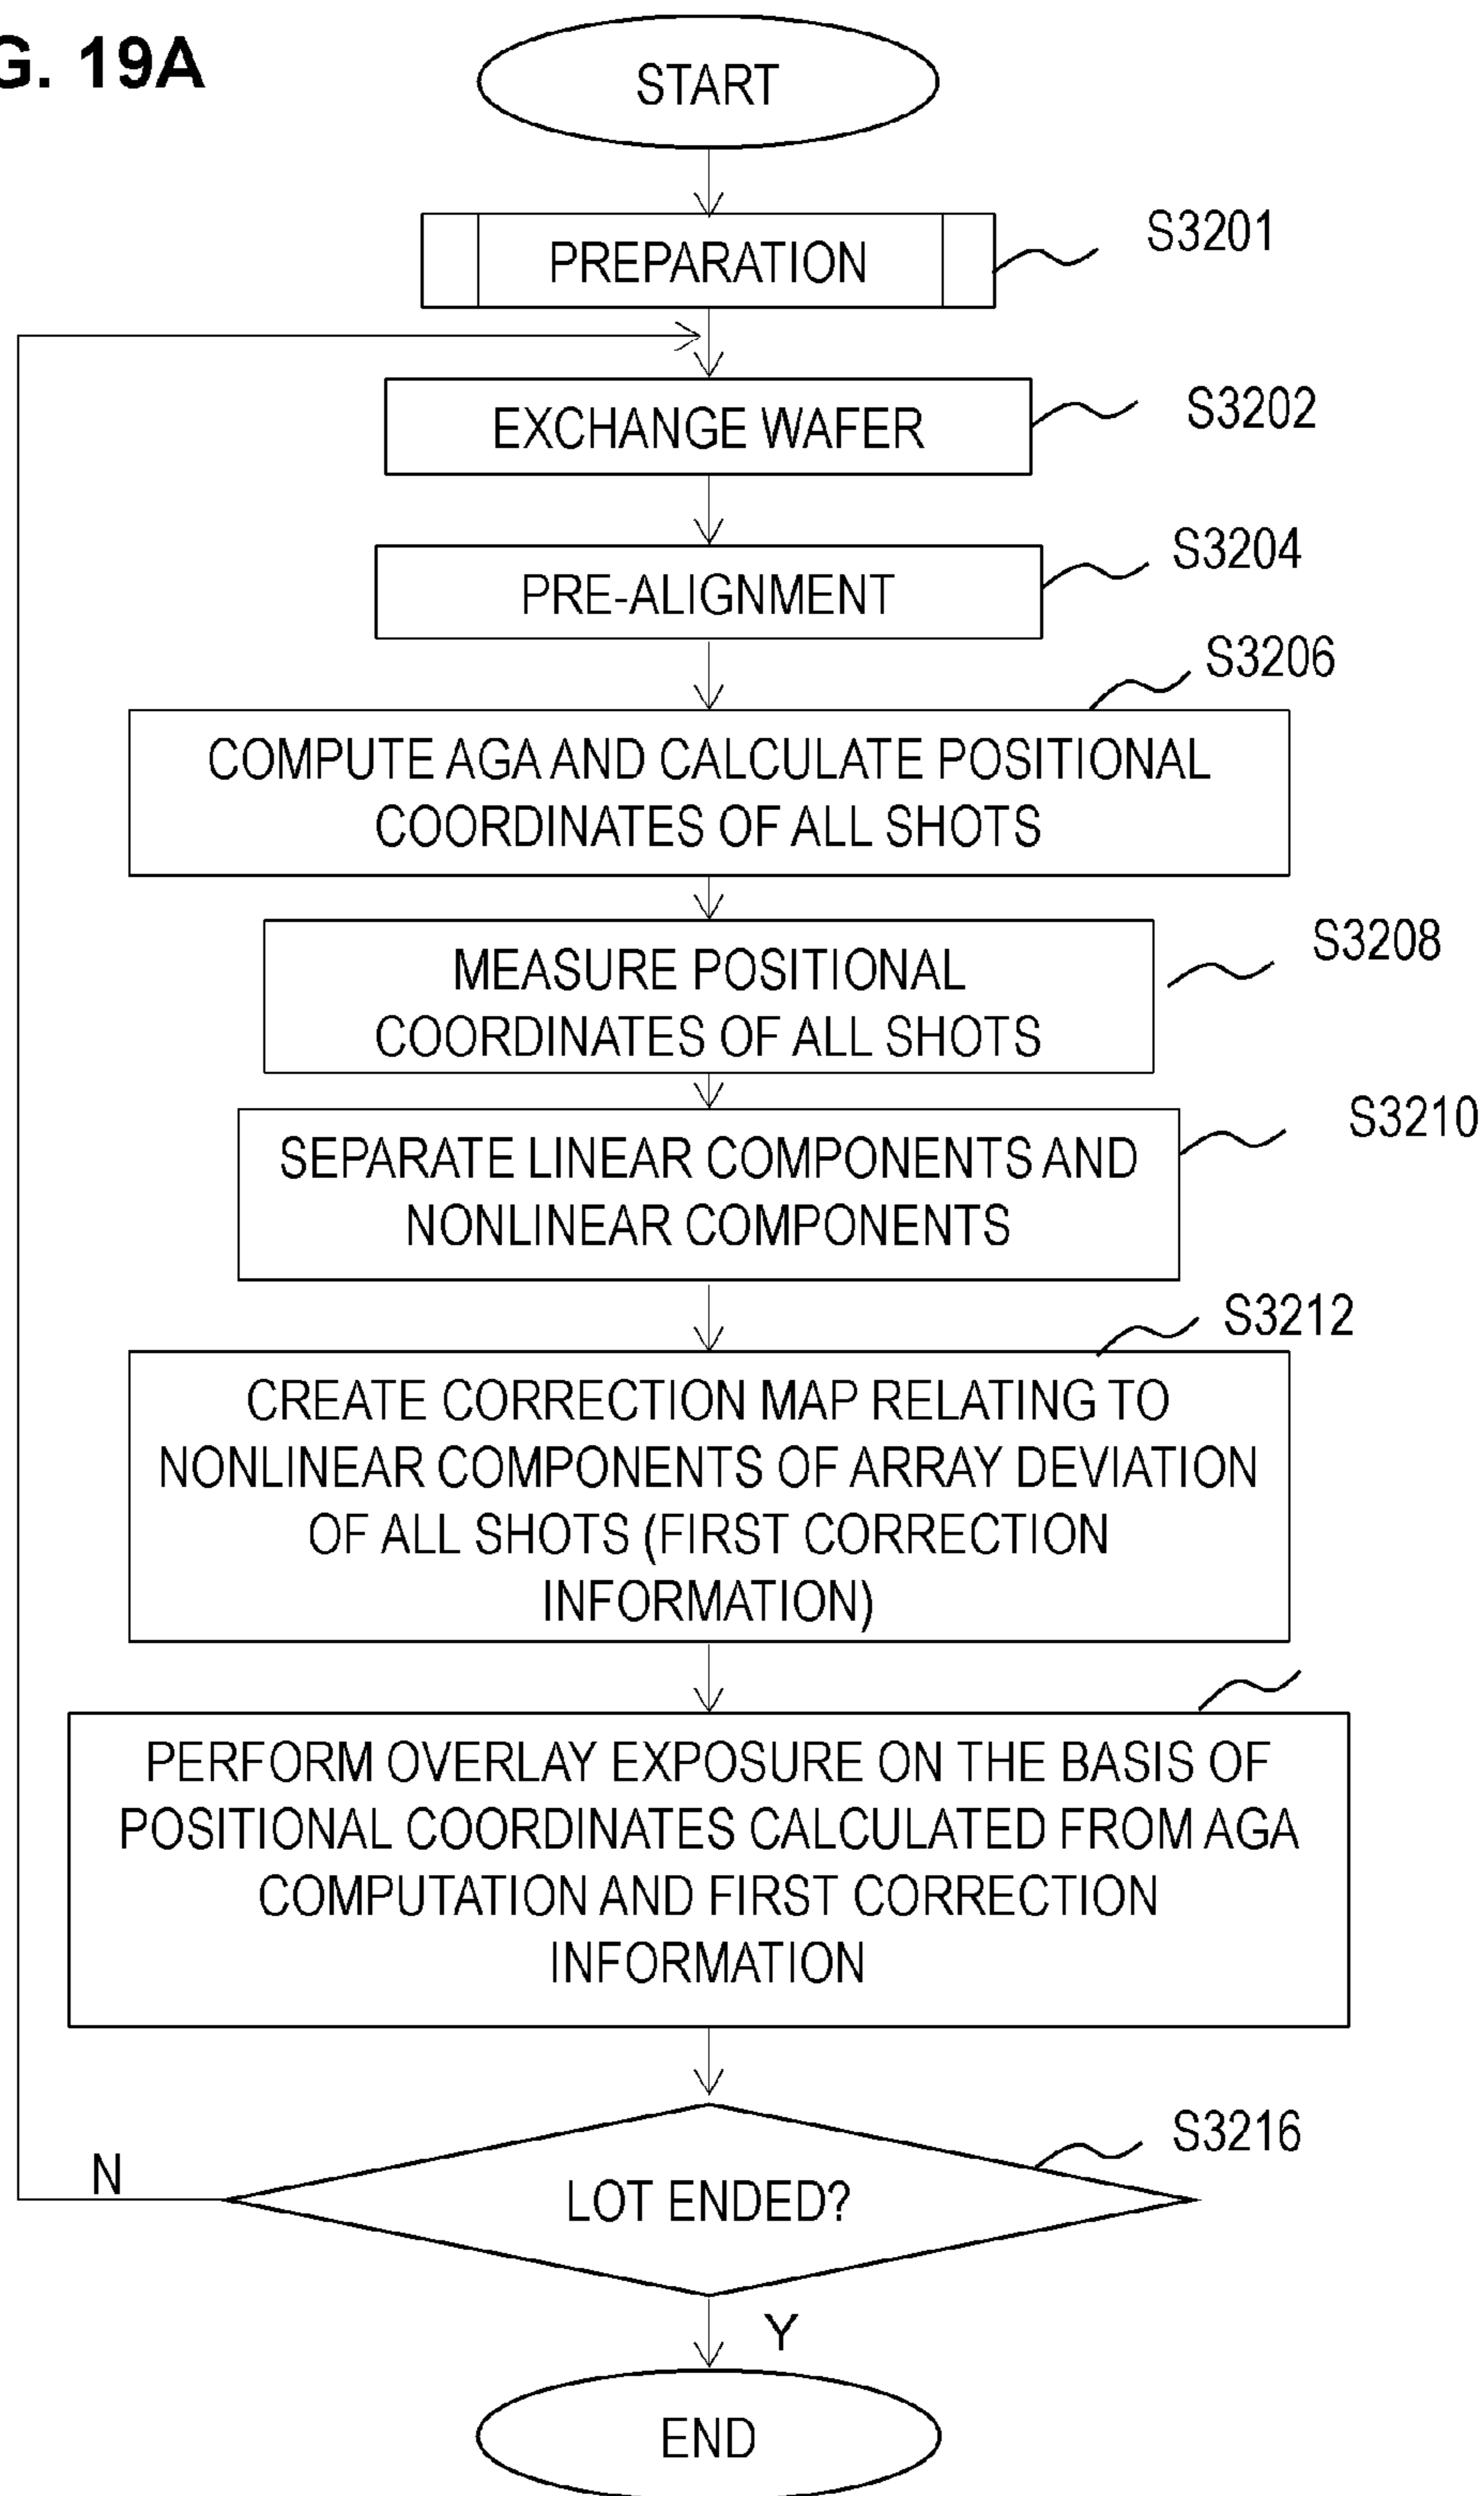 G. 19A
START
PREPARATION
S3201
EXCHANGE WAFER
S3202
PRE-ALIGNMENT
S3204
S3206
COMPUTE AGA AND CALCULATE POSITIONAL
COORDINATES OF ALL SHOTS
S3208
MEASURE POSITIONAL
COORDINATES OF ALL SHOTS
S3210
SEPARATE LINEAR COMPONENTS AND
NONLINEAR COMPONENTS
S3212
CREATE CORRECTION MAP RELATING TO
NONLINEAR COMPONENTS OF ARRAY DEVIATION
OF ALL SHOTS (FIRST CORRECTION
INFORMATION)
PERFORM OVERLAY EXPOSURE ON THE BASIS OF
POSITIONAL COORDINATES CALCULATED FROM AGA
COMPUTATION AND FIRST CORRECTION
INFORMATION
S3216
N
LOT ENDED?
Y
END